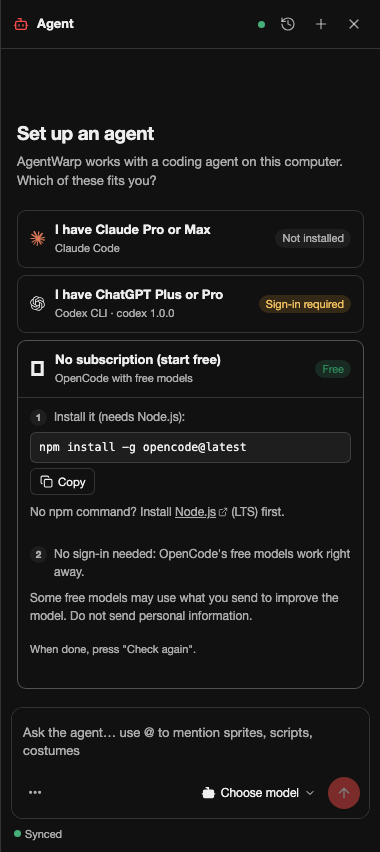 Agent
Set up an agent
AgentWarp works with a coding agent on this computer.
Which of these fits you?
I have Claude Pro or Max
Claude Code
Not installed
I have ChatGPT Plus or Pro
Codex CLI · codex 1.0.0
Sign-in required
No subscription (start free)
OpenCode with free models
Free
1 Install it (needs Node.js):
npm install -g opencode@latest
Copy
No npm command? Install Node.js (LTS) first.
2 No sign-in needed: OpenCode's free models work right
away.
Some free models may use what you send to improve the
model. Do not send personal information.
When done, press "Check again".
Ask the agent… use @ to mention sprites, scripts,
costumes
Choose model
Synced